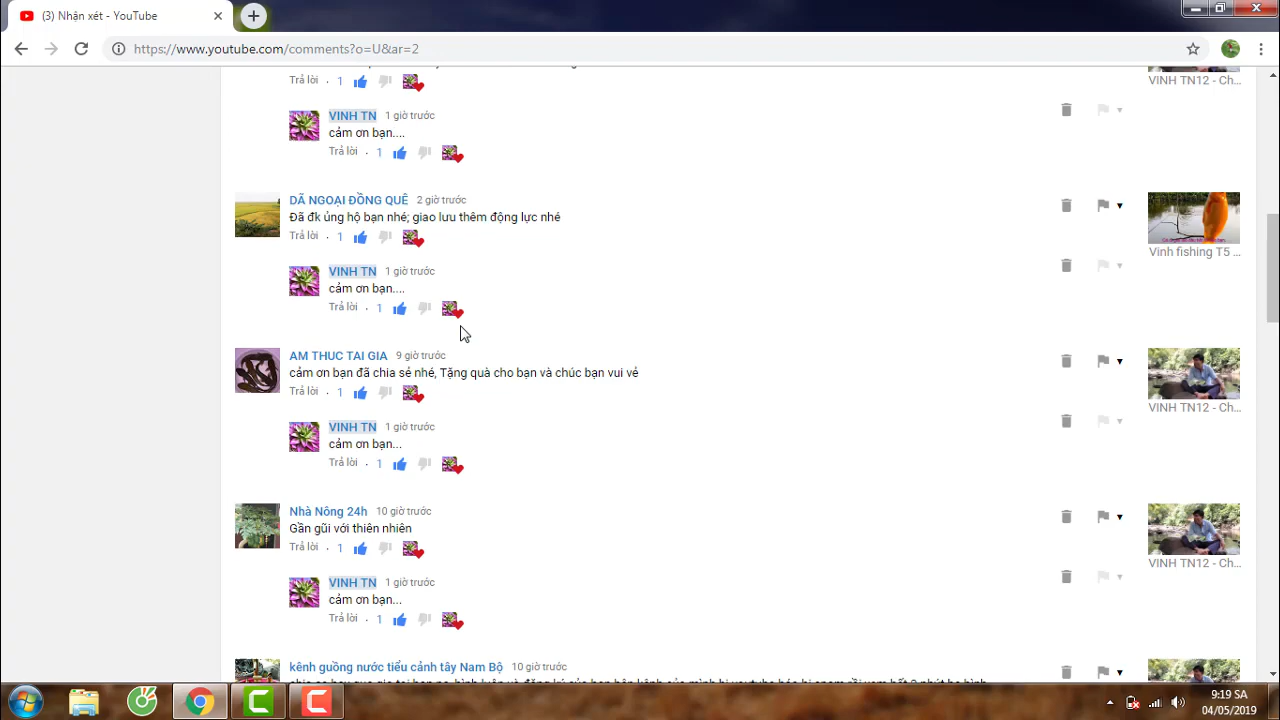 (3) Nhận xét - YouTube
https://www.youtube.com/comments?o=U&ar=2
Trả lời . 1
VINH TN12 - Ch...
VINH TN 1 giờ trước
cảm ơn bạn....
Trả lời . 1
DÃ NGOẠI ĐỒNG QUÊ 2 giờ trước
Đã đk ủng hộ bạn nhé; giao lưu thêm động lực nhé
Trả lời . 1
Vinh fishing T5 ...
VINH TN 1 giờ trước
cảm ơn bạn....
Trả lời . 1
AM THUC TAI GIA 9 giờ trước
cảm ơn bạn đã chia sẻ nhé, Tặng quà cho bạn và chúc bạn vui vẻ
Trả lời . 1
VINH TN12 - Ch...
VINH TN 1 giờ trước
cảm ơn bạn...
Trả lời . 1
Nhà Nông 24h 10 giờ trước
Gần gũi với thiên nhiên
Trả lời . 1
VINH TN12 - Ch...
VINH TN 1 giờ trước
cảm ơn bạn...
Trả lời . 1
kênh guồng nước tiểu cảnh tây Nam Bộ 10 giờ trước
9:19 SA
04/05/2019